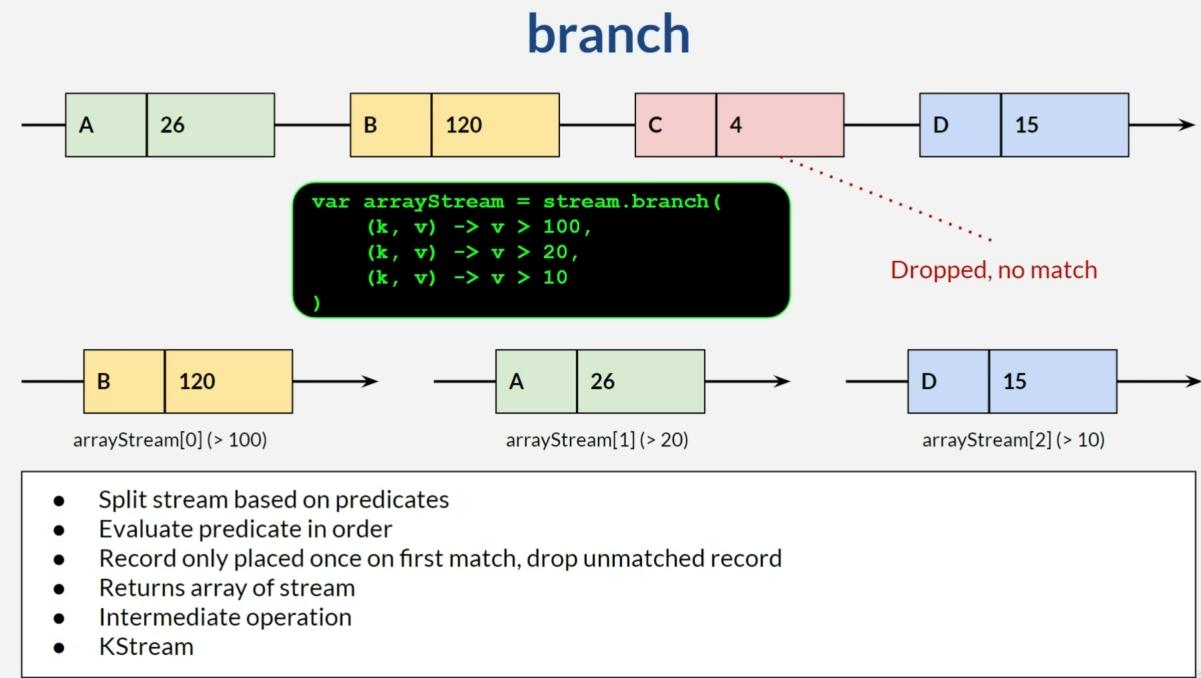 branch
A 26 B 120 C 4 D 15
var arrayStream = stream.branch(
(k, v) -> v > 100,
(k, v) -> v > 20,
(k, v) -> v > 10
)
Dropped, no match
B 120 A 26 D 15
arrayStream[0] (> 100) arrayStream[1] (> 20) arrayStream[2] (> 10)
● Split stream based on predicates
● Evaluate predicate in order
● Record only placed once on first match, drop unmatched record
● Returns array of stream
● Intermediate operation
● KStream